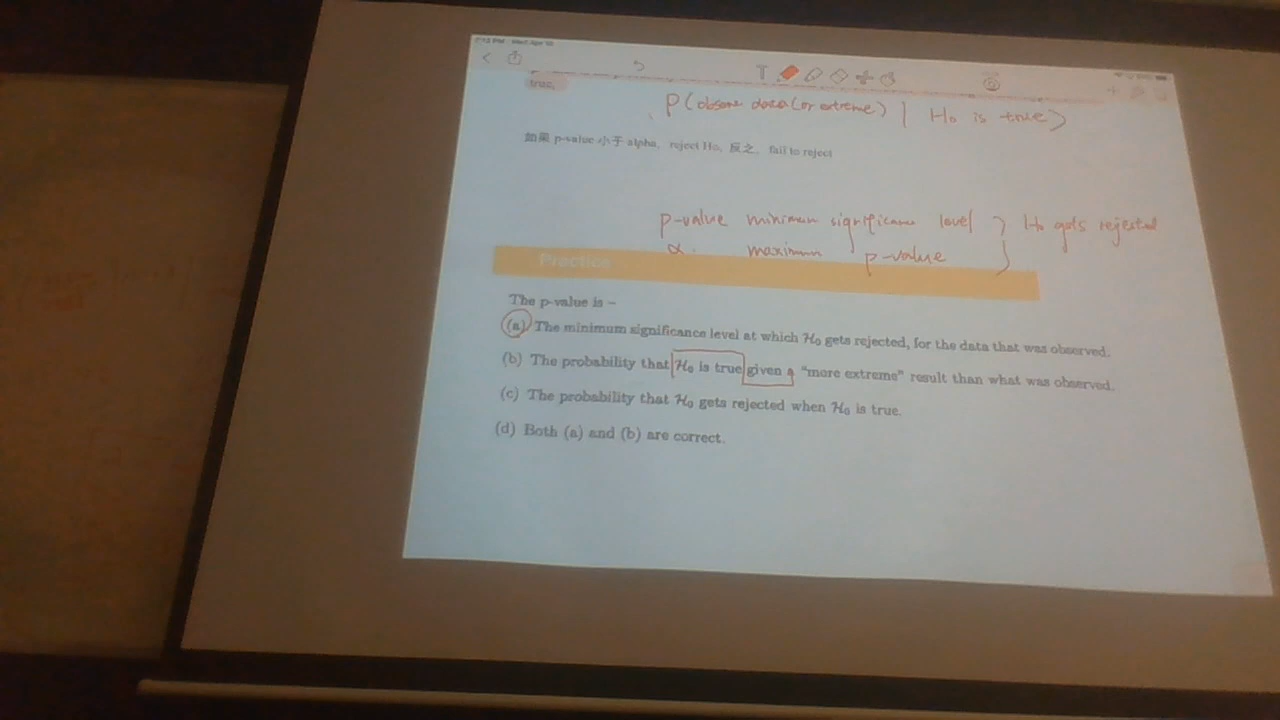 true,
P(observe data (or extreme) | H₀ is true)
如果 p-value 小于 alpha, reject H₀, 反之, fail to reject
p-value minimum significance level } H₀ gets rejected
α. maximum p-value
Practice
The p-value is –
(a) The minimum significance level at which H₀ gets rejected, for the data that was observed.
(b) The probability that H₀ is true given a "more extreme" result than what was observed.
(c) The probability that H₀ gets rejected when H₀ is true.
(d) Both (a) and (b) are correct.